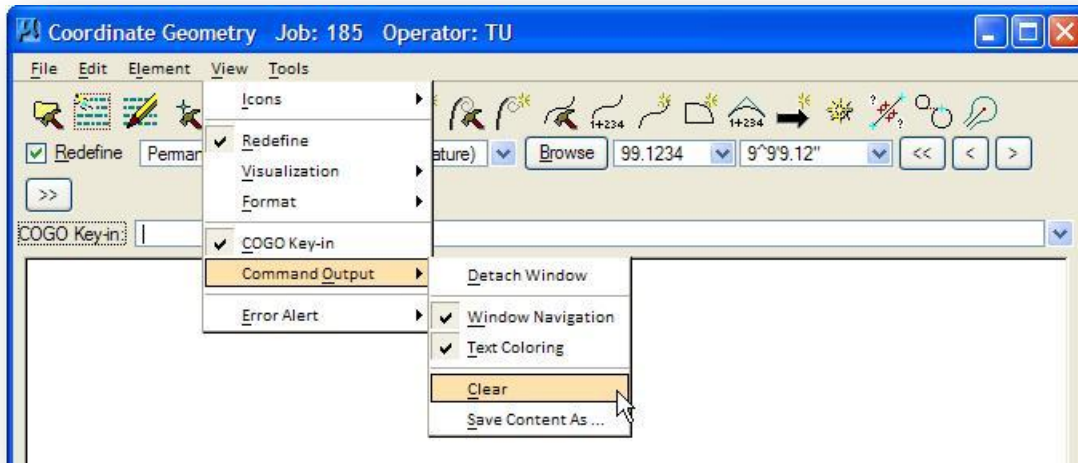 Coordinate Geometry Job: 185 Operator: TU
File Edit Element View Tools
Icons
1+234 1+234
Redefine
Redefine Perman ature) Browse 99.1234 9^9'9.12" << < >
Visualization
>>
Format
COGO Key-in:
COGO Key-in
Command Output
Detach Window
Error Alert
Window Navigation
Text Coloring
Clear
Save Content As ...